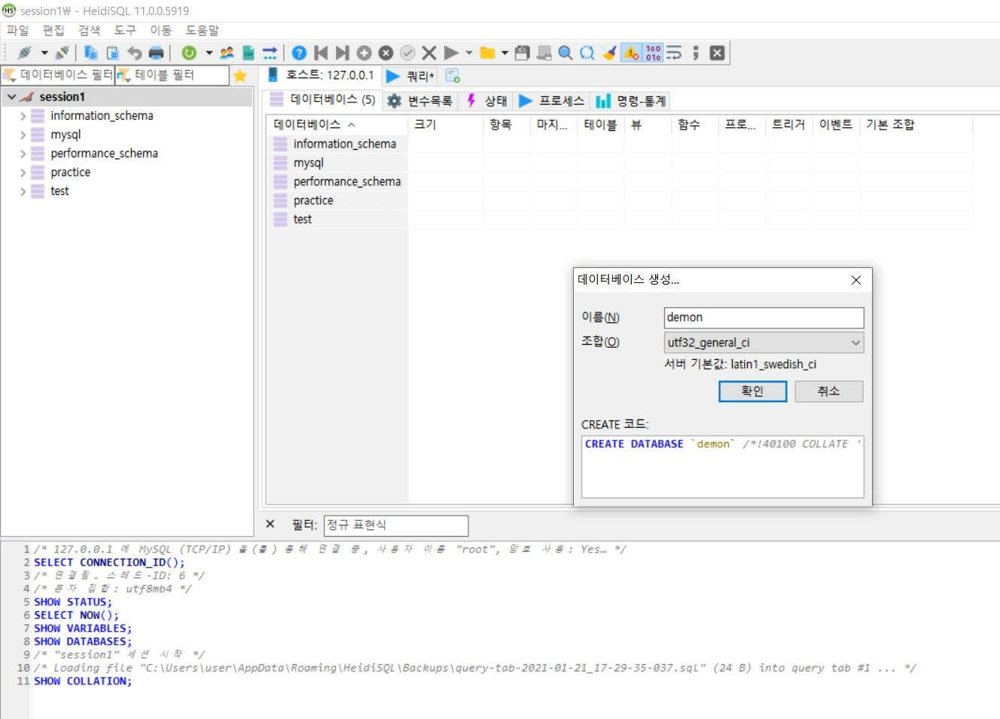 session1₩ - HeidiSQL 11.0.0.5919
파일 편집 검색 도구 이동 도움말
데이터베이스 필터 테이블 필터
호스트: 127.0.0.1 쿼리*
session1
information_schema
mysql
performance_schema
practice
test
데이터베이스 (5) 변수목록 상태 프로세스 명령-통계
데이터베이스 크기 항목 마지... 테이블 뷰 함수 프로... 트리거 이벤트 기본 조합
information_schema
mysql
performance_schema
practice
test
데이터베이스 생성...
이름(N) demon
조합(O) utf32_general_ci
서버 기본값: latin1_swedish_ci
확인 취소
CREATE 코드:
CREATE DATABASE `demon` /*!40100 COLLATE '
필터: 정규 표현식
1 /* 127.0.0.1 에 MySQL (TCP/IP) 을(를) 통해 연결 중, 사용자 이름 "root", 암호 사용: Yes… */
2 SELECT CONNECTION_ID();
3 /* 연결됨. 스레드-ID: 6 */
4 /* 문자 집합: utf8mb4 */
5 SHOW STATUS;
6 SELECT NOW();
7 SHOW VARIABLES;
8 SHOW DATABASES;
9 /* "session1" 세션 시작 */
10 /* Loading file "C:\Users\user\AppData\Roaming\HeidiSQL\Backups\query-tab-2021-01-21_17-29-35-037.sql" (24 B) into query tab #1 ... */
11 SHOW COLLATION;